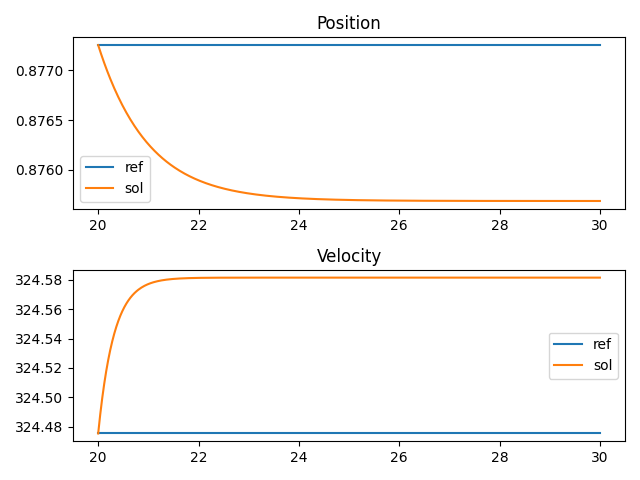 Position
0.8770
0.8765
0.8760
ref
sol
20 22 24 26 28 30
Velocity
324.58
324.56
324.54
324.52
324.50
324.48
ref
sol
20 22 24 26 28 30